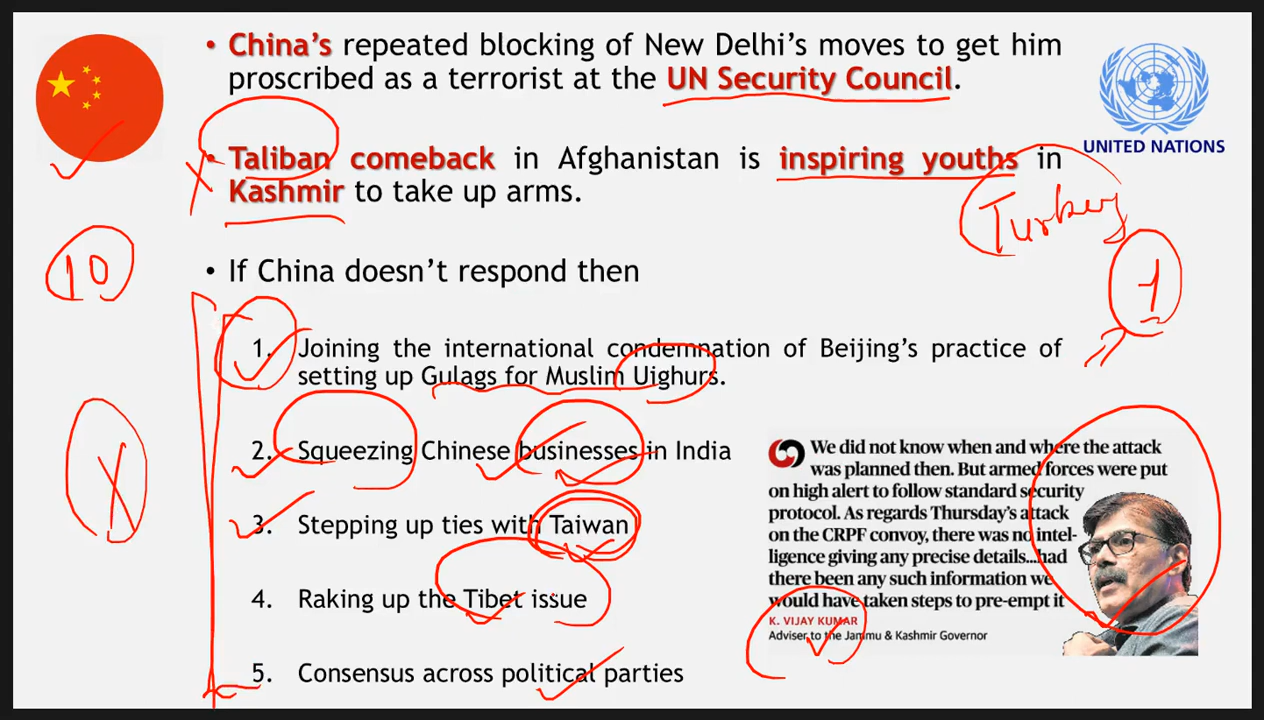 • China's repeated blocking of New Delhi's moves to get him
proscribed as a terrorist at the UN Security Council.
UNITED NATIONS
• Taliban comeback in Afghanistan is inspiring youths in
Kashmir to take up arms.
Turkey
10
1
• If China doesn't respond then
1. Joining the international condemnation of Beijing's practice of
setting up Gulags for Muslim Uighurs.
2. Squeezing Chinese businesses in India
3. Stepping up ties with Taiwan
4. Raking up the Tibet issue
5. Consensus across political parties
We did not know when and where the attack
was planned then. But armed forces were put
on high alert to follow standard security
protocol. As regards Thursday's attack
on the CRPF convoy, there was no intel-
ligence giving any precise details...had
there been any such information we
would have taken steps to pre-empt it
K. VIJAY KUMAR
Adviser to the Jammu & Kashmir Governor